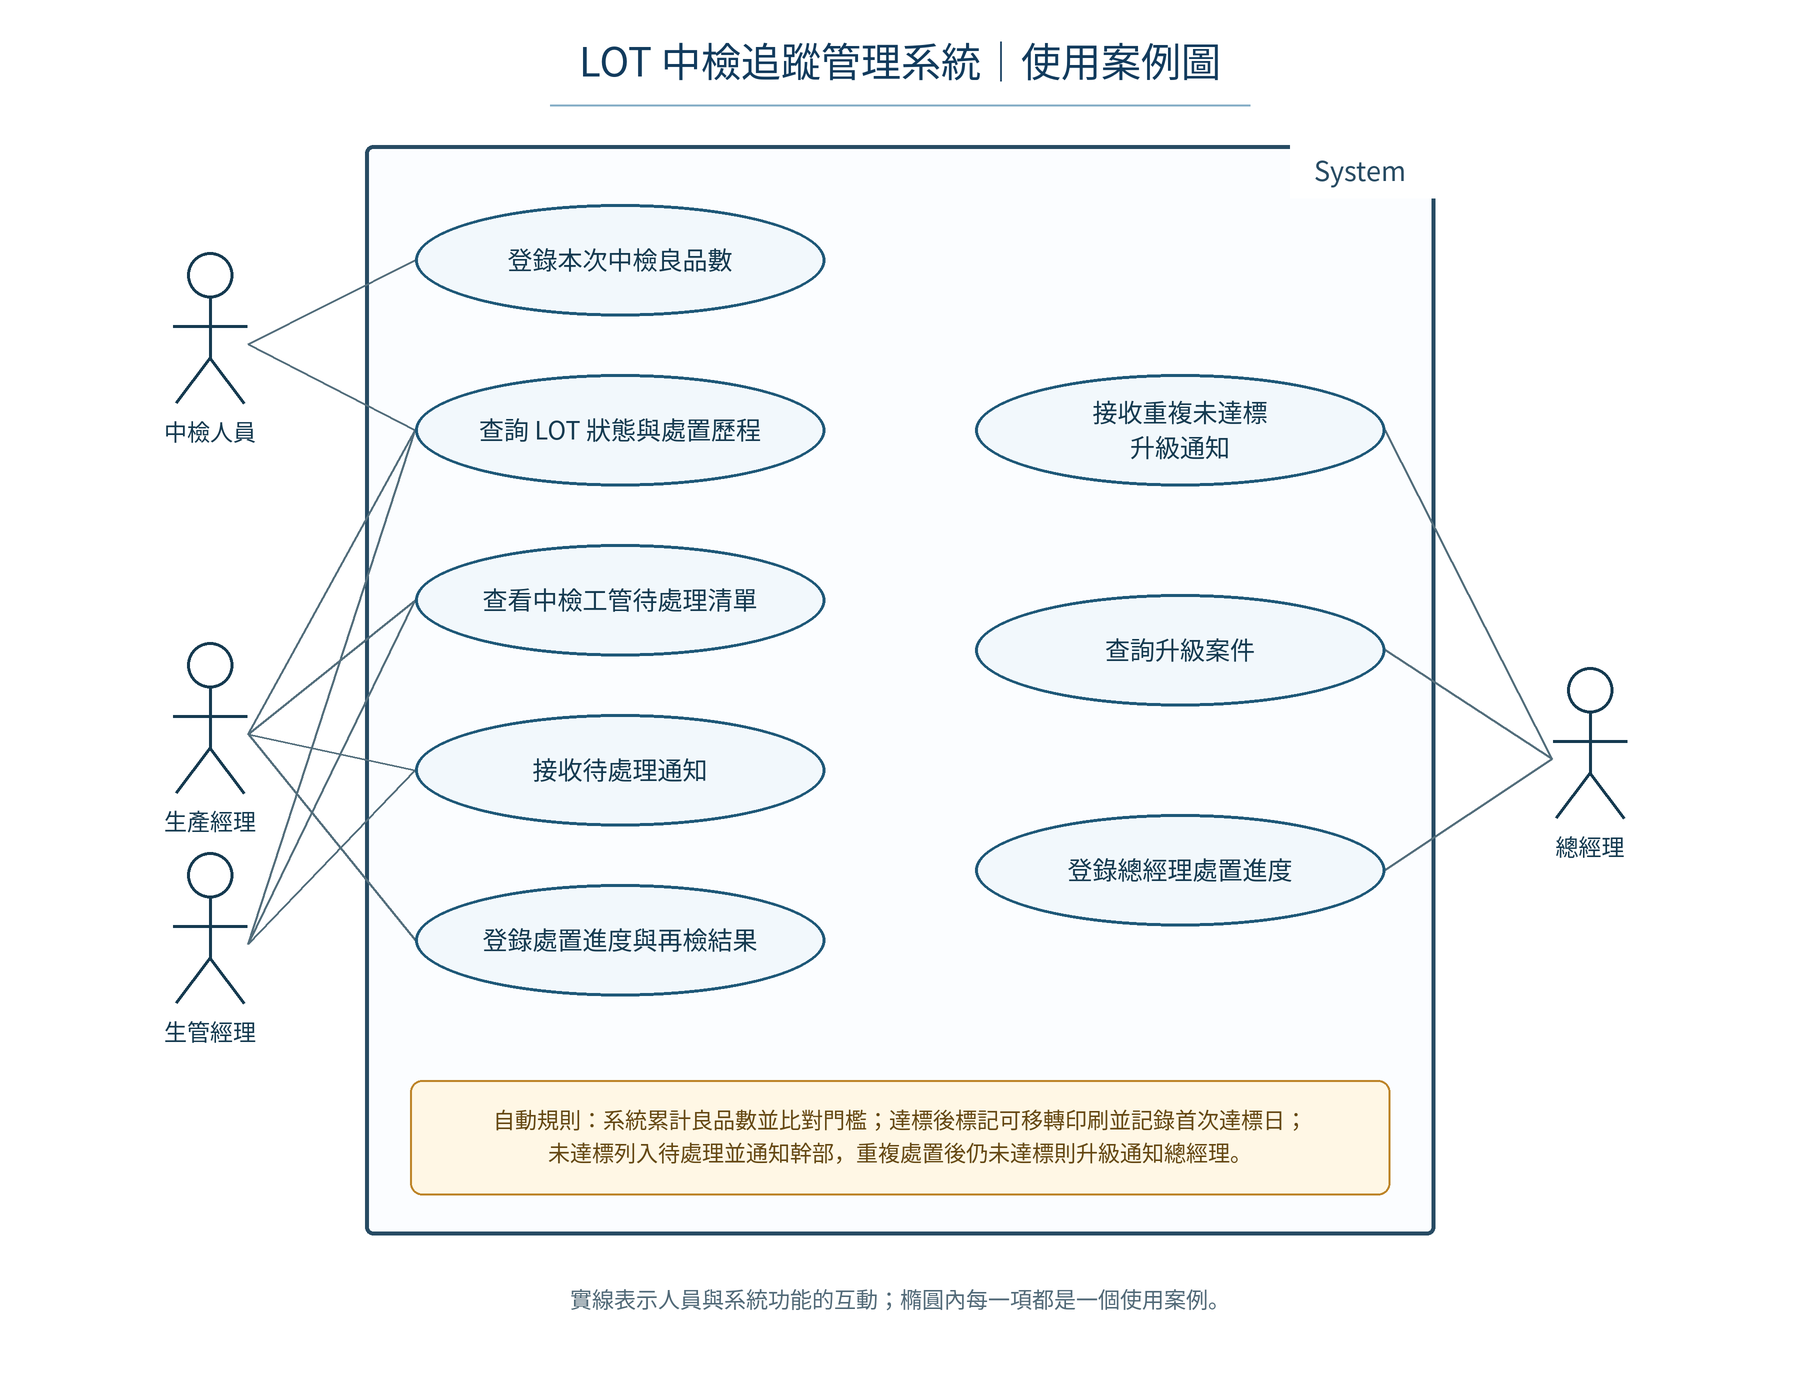 LOT 中檢追蹤管理系統｜使用案例圖
System
登錄本次中檢良品數
中檢人員
查詢 LOT 狀態與處置歷程
接收重複未達標
升級通知
查看中檢工管待處理清單
查詢升級案件
接收待處理通知
生產經理
總經理
登錄總經理處置進度
登錄處置進度與再檢結果
生管經理
自動規則：系統累計良品數並比對門檻；達標後標記可移轉印刷並記錄首次達標日；
未達標列入待處理並通知幹部，重複處置後仍未達標則升級通知總經理。
實線表示人員與系統功能的互動；橢圓內每一項都是一個使用案例。